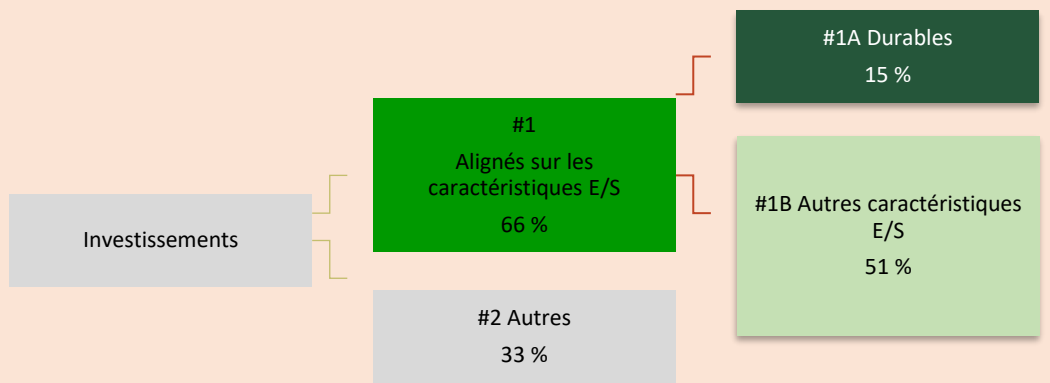 Investissements
#1
Alignés sur les
caractéristiques E/S
66 %
#2 Autres
33 %
#1A Durables
15 %
#1B Autres caractéristiques
E/S
51 %